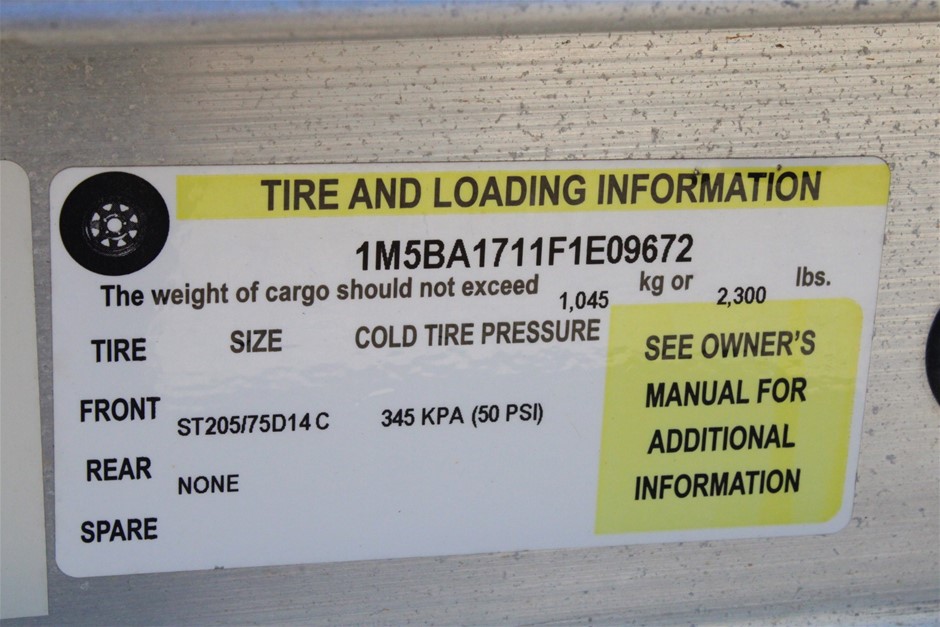 TIRE AND LOADING INFORMATION
1M5BA1711F1E09672
The weight of cargo should not exceed 1,045 kg or 2,300 lbs.
TIRE SIZE COLD TIRE PRESSURE
FRONT ST205/75D14 C 345 KPA (50 PSI)
REAR NONE
SPARE
SEE OWNER'S
MANUAL FOR
ADDITIONAL
INFORMATION